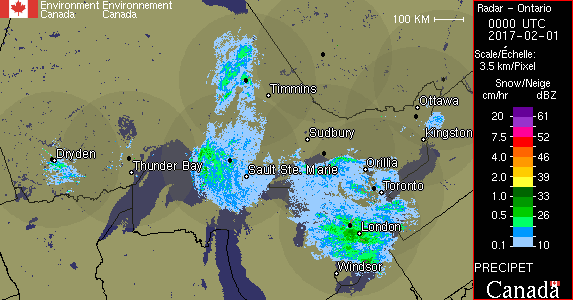 Environment Environnement
Canada Canada
100 KM
Timmins
Ottawa
Sudbury
Kingston
Dryden
Thunder Bay
Sault Ste. Marie
Orillia
Toronto
London
Windsor
Radar - Ontario
0000 UTC
2017-02-01
Scale/Échelle:
3.5 km/Pixel
Snow/Neige
cm/hr dBZ
20 61
7.5 52
4.0 46
2.0 39
1.0 33
0.5 26
0.1 10
PRECIPET
Canada